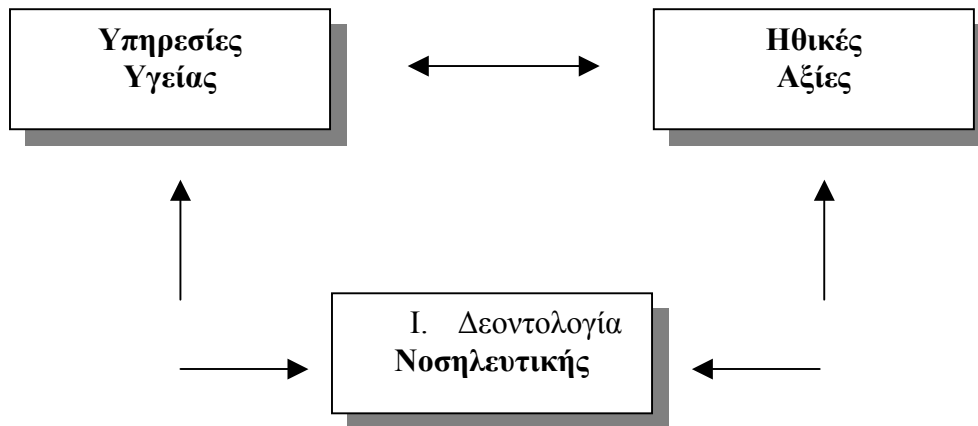 Υπηρεσίες
Υγείας
Ηθικές
Αξίες
I. Δεοντολογία
Νοσηλευτικής